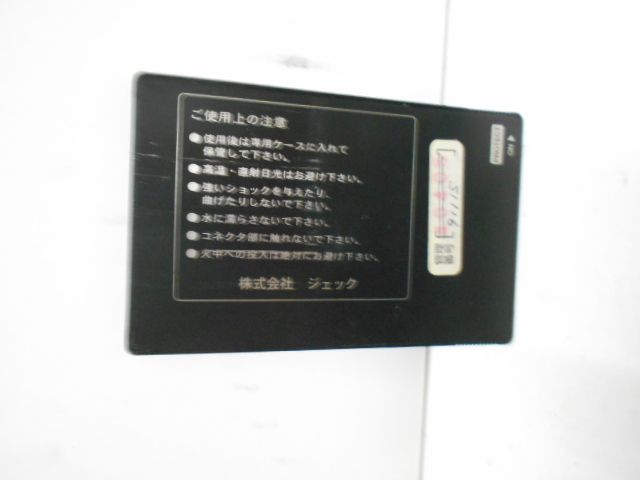 ご使用上の注意
●使用後は専用ケースに入れて
保管して下さい。
●高温・直射日光はお避け下さい。
●強いショックを与えたり、
曲げたりしないで下さい。
●水に濡らさないで下さい。
●コネクタ部に触れないで下さい。
●火中への投入は絶対にお避け下さい。
株式会社 ジェック